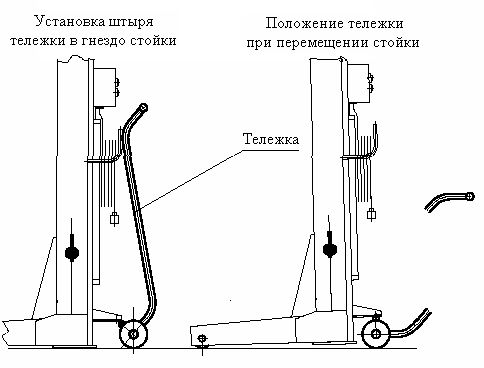 Установка штыря
тележки в гнездо стойки
Положение тележки
при перемещении стойки
Тележка